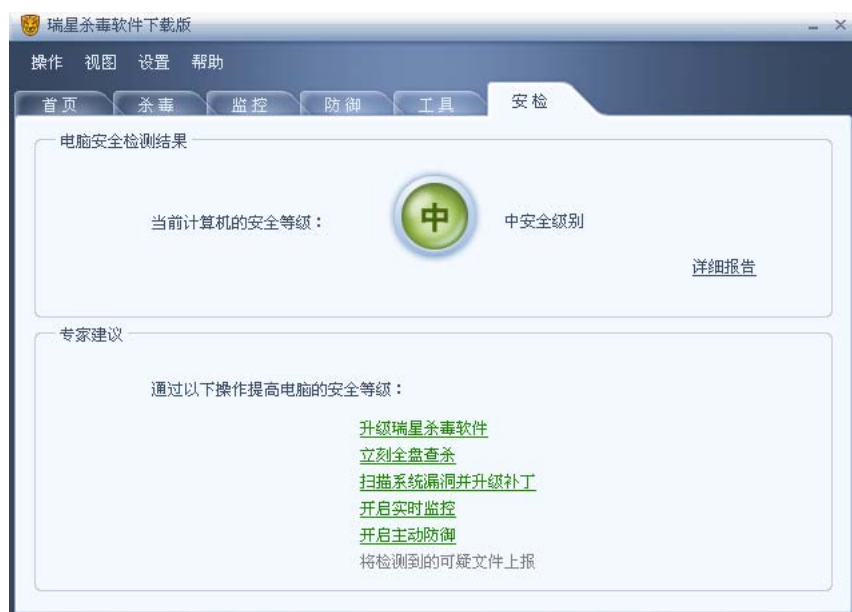 瑞星杀毒软件下载版
操作 视图 设置 帮助
首页 杀毒 监控 防御 工具 安检
电脑安全检测结果
当前计算机的安全等级： 中 中安全级别
详细报告
专家建议
通过以下操作提高电脑的安全等级：
升级瑞星杀毒软件
立刻全盘查杀
扫描系统漏洞并升级补丁
开启实时监控
开启主动防御
将检测到的可疑文件上报